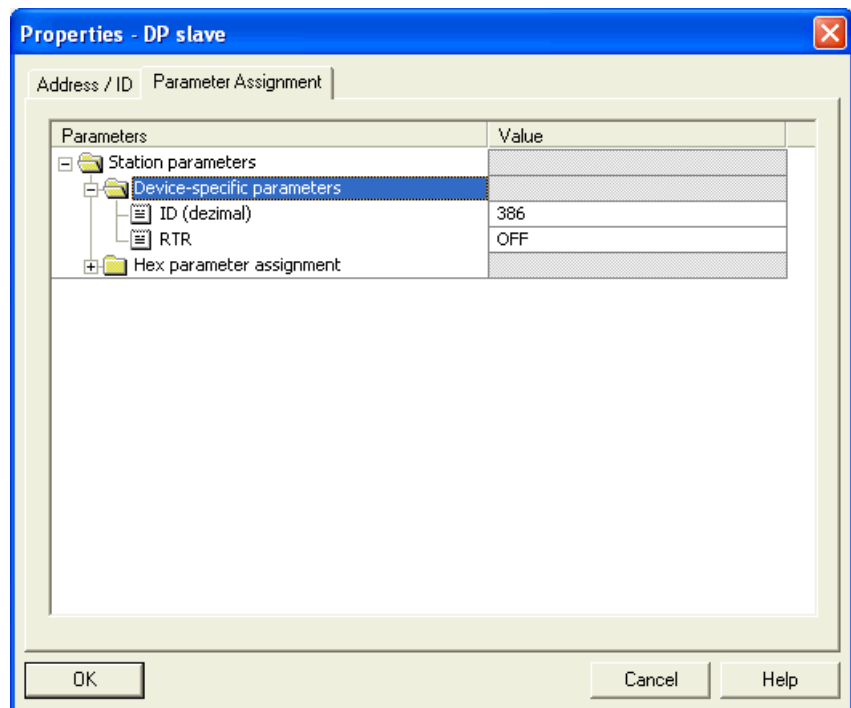 Properties - DP slave
Address / ID Parameter Assignment
Parameters Value
Station parameters
Device-specific parameters
ID (dezimal) 386
RTR OFF
Hex parameter assignment
OK Cancel Help